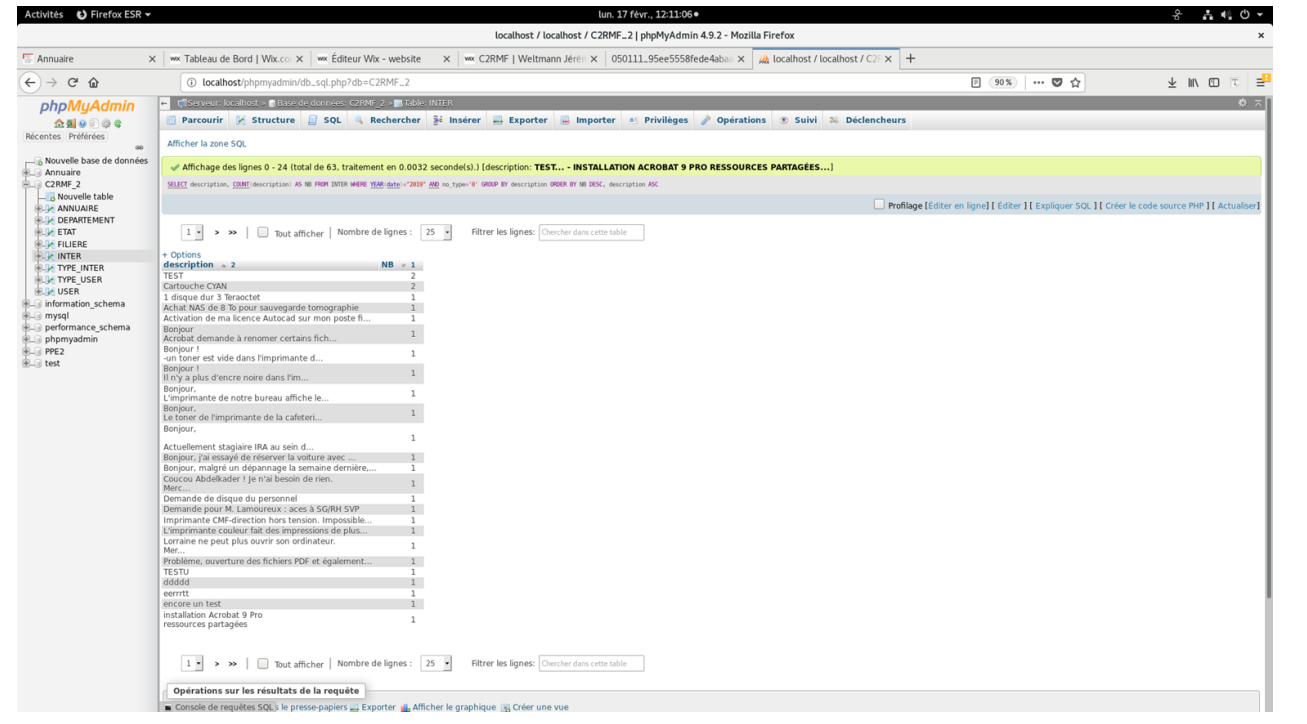 Activités Firefox ESR
lun. 17 févr., 12:11:06
localhost / localhost / C2RMF_2 | phpMyAdmin 4.9.2 - Mozilla Firefox
Annuaire
Tableau de Bord | Wix.co
Éditeur Wix - website
C2RMF | Weltmann Jérém
050111_95ee5558fede4aba
localhost / localhost / C2
localhost/phpmyadmin/db_sql.php?db=C2RMF_2
90%
phpMyAdmin
Récentes Préférées
Nouvelle base de données
Annuaire
C2RMF_2
Nouvelle table
ANNUAIRE
DEPARTEMENT
ETAT
FILIERE
INTER
TYPE_INTER
TYPE_USER
USER
information_schema
mysql
performance_schema
phpmyadmin
PPE2
test
Serveur: localhost » Base de données: C2RMF_2 » Table: INTER
Parcourir Structure SQL Rechercher Insérer Exporter Importer Privilèges Opérations Suivi Déclencheurs
Afficher la zone SQL
Affichage des lignes 0 - 24 (total de 63, traitement en 0.0032 seconde(s).) [description: TEST... - INSTALLATION ACROBAT 9 PRO RESSOURCES PARTAGÉES...]
SELECT description, COUNT(description) AS NB FROM INTER WHERE YEAR(date)="2019" AND no_type='8' GROUP BY description ORDER BY NB DESC, description ASC
Profilage [Éditer en ligne] [ Éditer ] [ Expliquer SQL ] [ Créer le code source PHP ] [ Actualiser]
1 > >> | Tout afficher | Nombre de lignes : 25 Filtrer les lignes: Chercher dans cette table
+ Options
description 2 NB 1
TEST 2
Cartouche CYAN 2
1 disque dur 3 Teraoctet 1
Achat NAS de 8 To pour sauvegarde tomographie 1
Activation de ma licence Autocad sur mon poste fi... 1
Bonjour
Acrobat demande à renomer certains fich... 1
Bonjour !
-un toner est vide dans l'imprimante d... 1
Bonjour !
Il n'y a plus d'encre noire dans l'im... 1
Bonjour,
L'imprimante de notre bureau affiche le... 1
Bonjour,
Le toner de l'imprimante de la cafeteri... 1
Bonjour,
Actuellement stagiaire IRA au sein d... 1
Bonjour, j'ai essayé de réserver la voiture avec ... 1
Bonjour, malgré un dépannage la semaine dernière,... 1
Coucou Abdelkader ! Je n'ai besoin de rien.
Merc... 1
Demande de disque du personnel 1
Demande pour M. Lamoureux : aces à SG/RH SVP 1
Imprimante CMF-direction hors tension. Impossible... 1
L'imprimante couleur fait des impressions de plus... 1
Lorraine ne peut plus ouvrir son ordinateur.
Mer... 1
Problème, ouverture des fichiers PDF et également... 1
TESTU 1
ddddd 1
eerrrtt 1
encore un test 1
installation Acrobat 9 Pro
ressources partagées 1
1 > >> | Tout afficher | Nombre de lignes : 25 Filtrer les lignes: Chercher dans cette table
Opérations sur les résultats de la requête
Console de requêtes SQL le presse-papiers Exporter Afficher le graphique Créer une vue